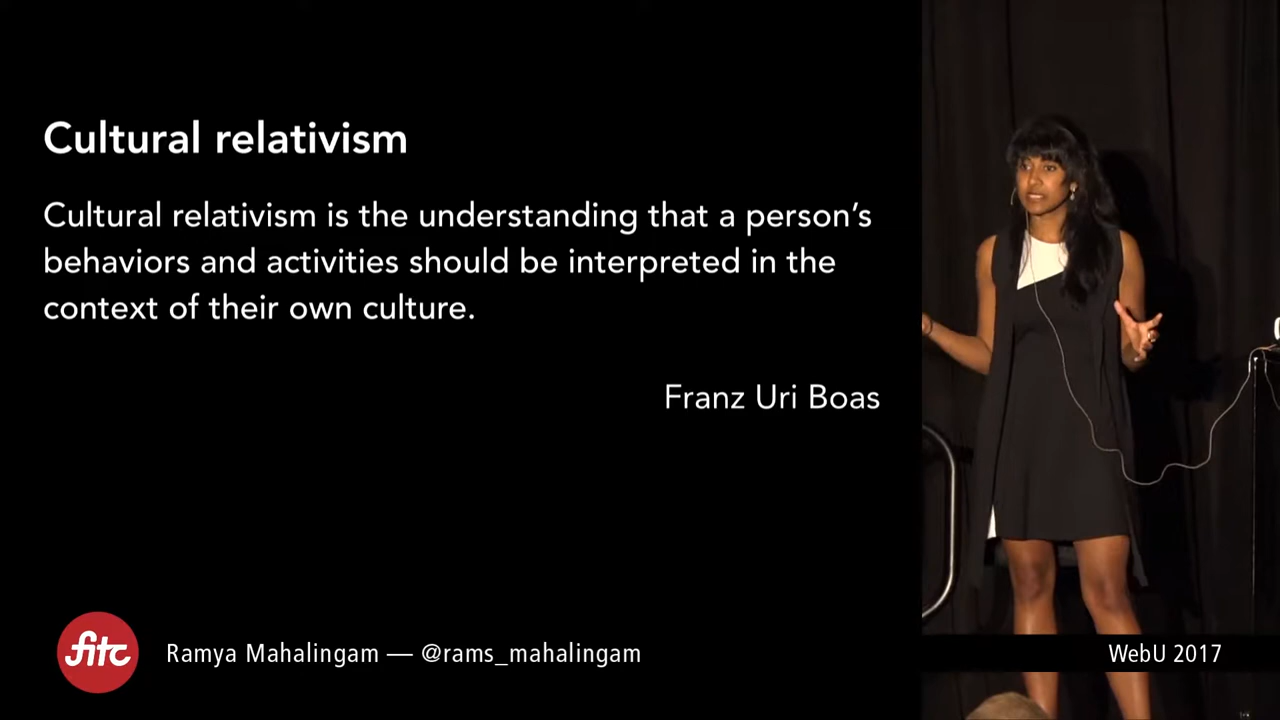 Cultural relativism
Cultural relativism is the understanding that a person’s
behaviors and activities should be interpreted in the
context of their own culture.
Franz Uri Boas
fitc
Ramya Mahalingam — @rams_mahalingam
WebU 2017